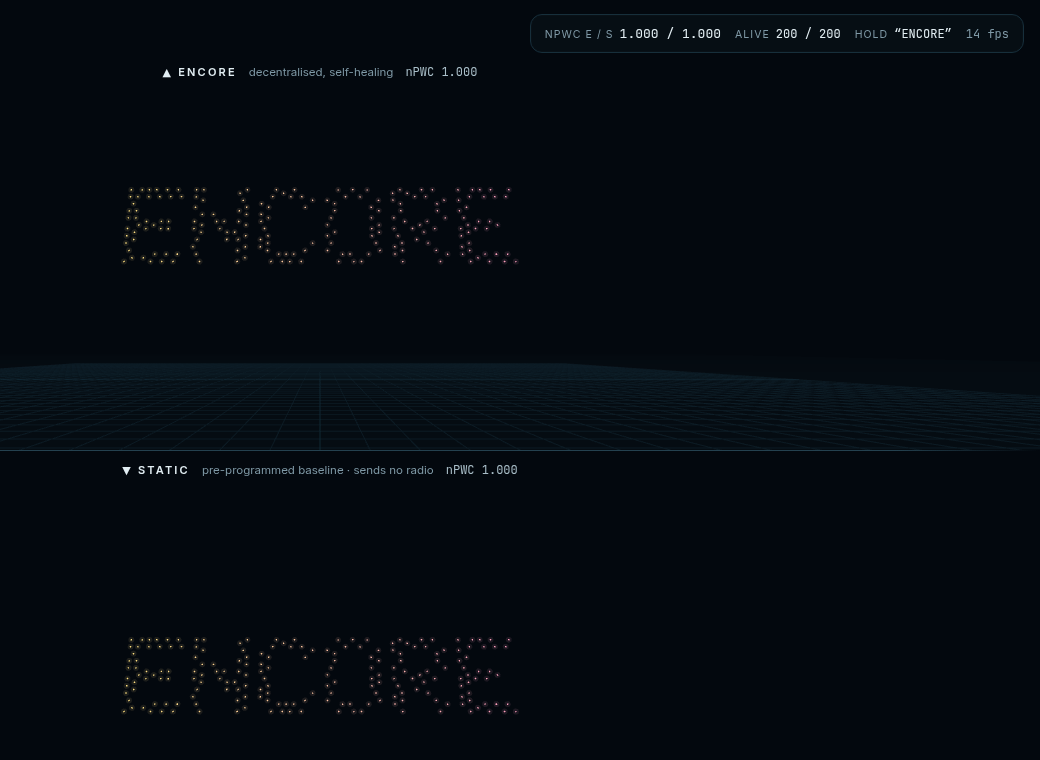 NPWC E / S 1.000 / 1.000 ALIVE 200 / 200 HOLD “ENCORE” 14 fps
▲ ENCORE decentralised, self-healing nPWC 1.000
ENCORE
▼ STATIC pre-programmed baseline · sends no radio nPWC 1.000
ENCORE